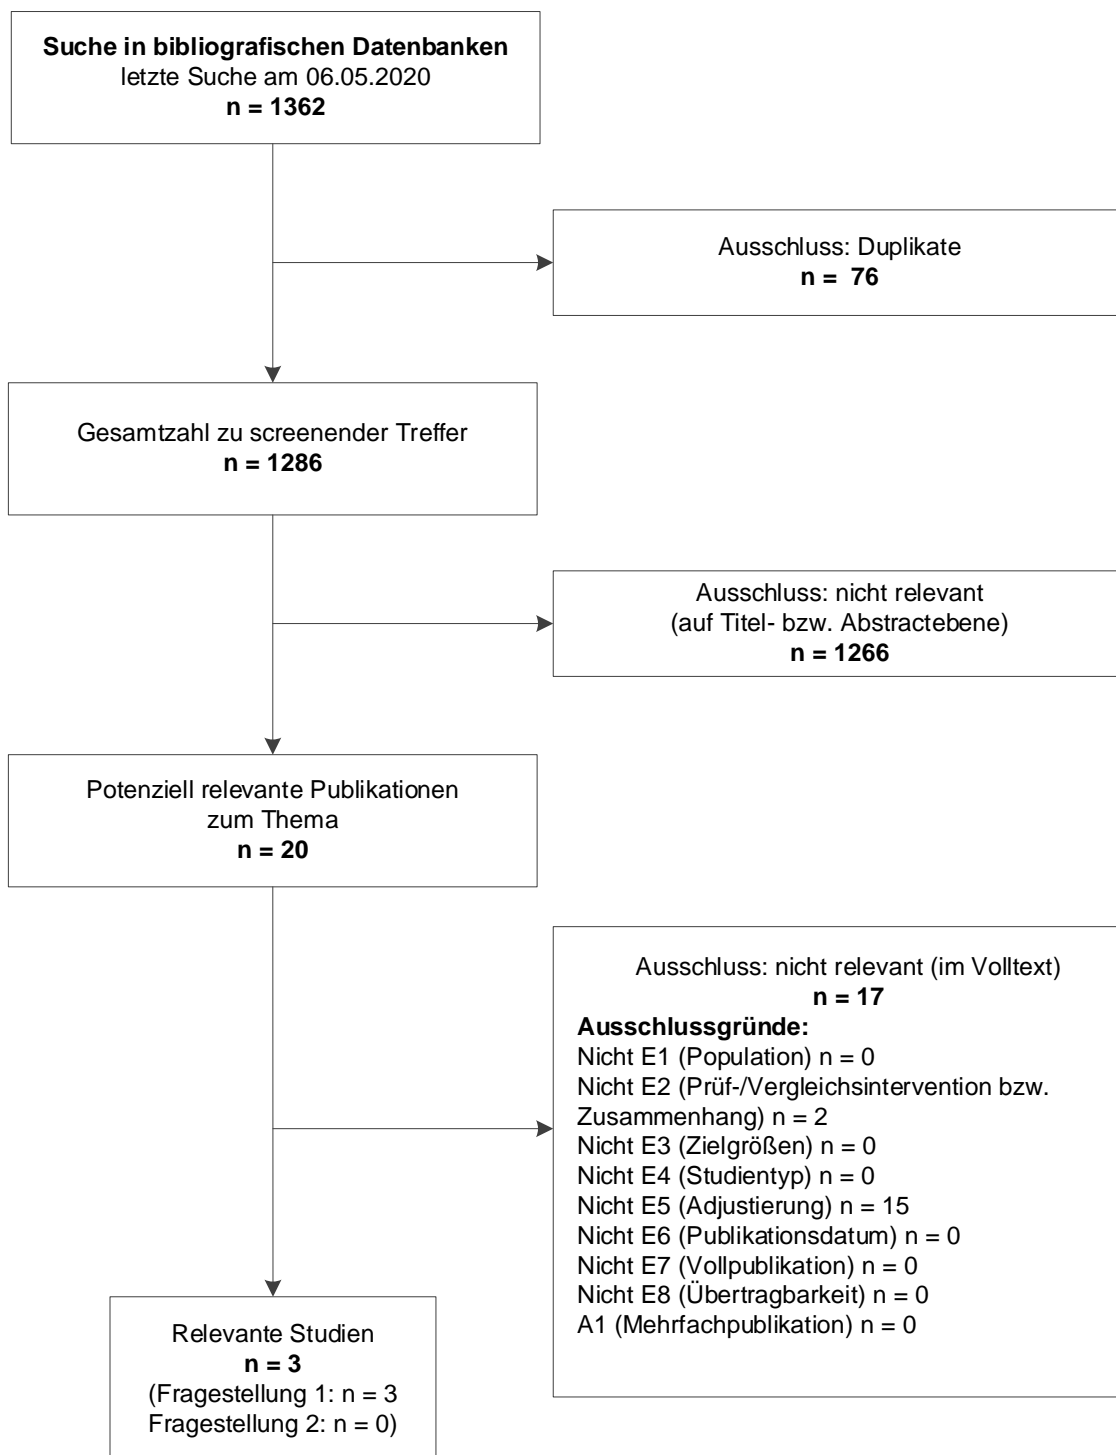 Suche in bibliografischen Datenbanken
letzte Suche am 06.05.2020
n = 1362
Ausschluss: Duplikate
n =  76
Gesamtzahl zu screenender Treffer
n = 1286
Ausschluss: nicht relevant
(auf Titel- bzw. Abstractebene)
n = 1266
Potenziell relevante Publikationen
zum Thema
n = 20
Ausschluss: nicht relevant (im Volltext)
n = 17
Ausschlussgründe:
Nicht E1 (Population) n = 0
Nicht E2 (Prüf-/Vergleichsintervention bzw.
Zusammenhang) n = 2
Nicht E3 (Zielgrößen) n = 0
Nicht E4 (Studientyp) n = 0
Nicht E5 (Adjustierung) n = 15
Nicht E6 (Publikationsdatum) n = 0
Nicht E7 (Vollpublikation) n = 0
Nicht E8 (Übertragbarkeit) n = 0
A1 (Mehrfachpublikation) n = 0
Relevante Studien
n = 3
(Fragestellung 1: n = 3
Fragestellung 2: n = 0)